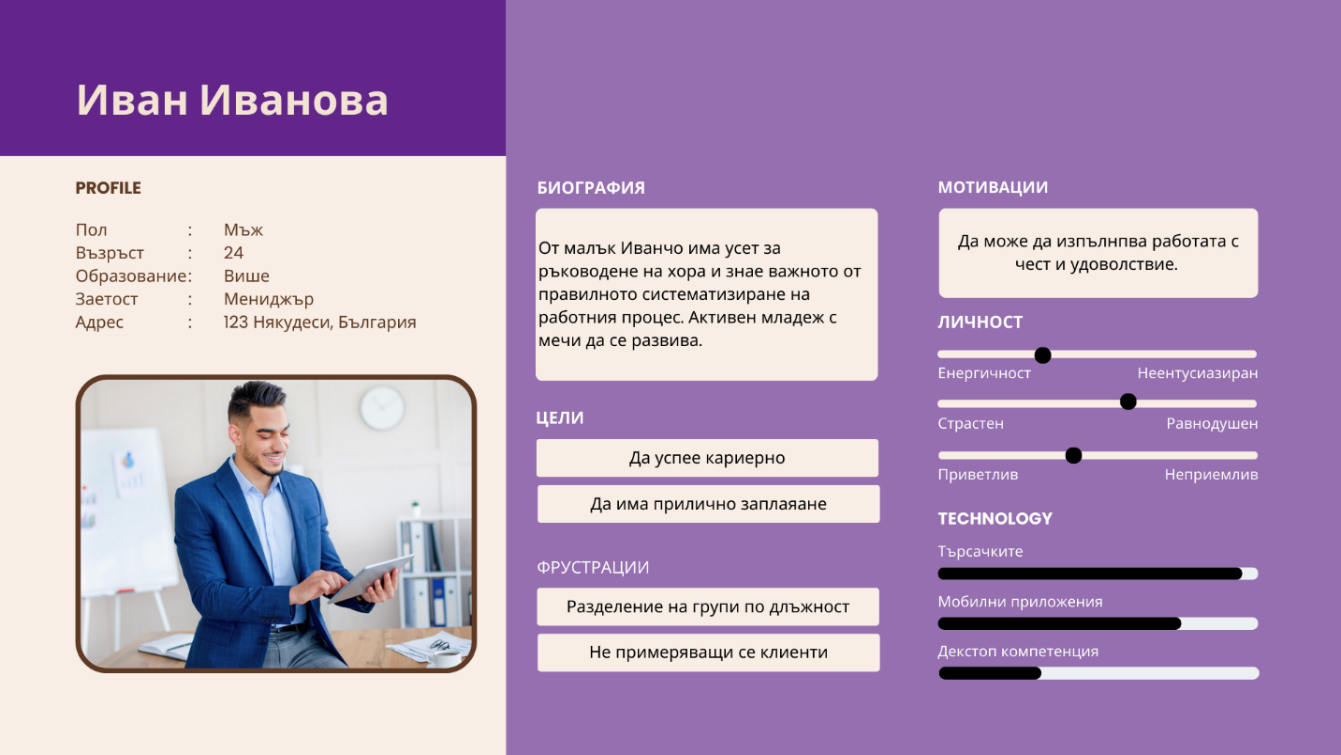 Иван Иванова
PROFILE
Пол : Мъж
Възръст : 24
Образование: Више
Заетост : Мениджър
Адрес : 123 Някудеси, България
БИОГРАФИЯ
От малък Иванчо има усет за
ръководене на хора и знае важното от
правилното систематизиране на
работния процес. Активен младеж с
мечи да се развива.
ЦЕЛИ
Да успее кариерно
Да има прилично заплаяане
ФРУСТРАЦИИ
Разделение на групи по длъжност
Не примеряващи се клиенти
МОТИВАЦИИ
Да може да изпълнпва работата с
чест и удоволствие.
ЛИЧНОСТ
Енергичност Неентусиазиран
Страстен Равнодушен
Приветлив Неприемлив
TECHNOLOGY
Търсачките
Мобилни приложения
Декстоп компетенция